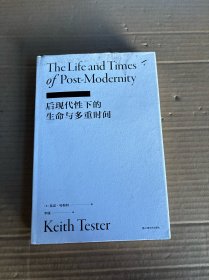 The Life and Times
of Post-Modernity
后现代性下的
生命与多重时间
Keith Tester